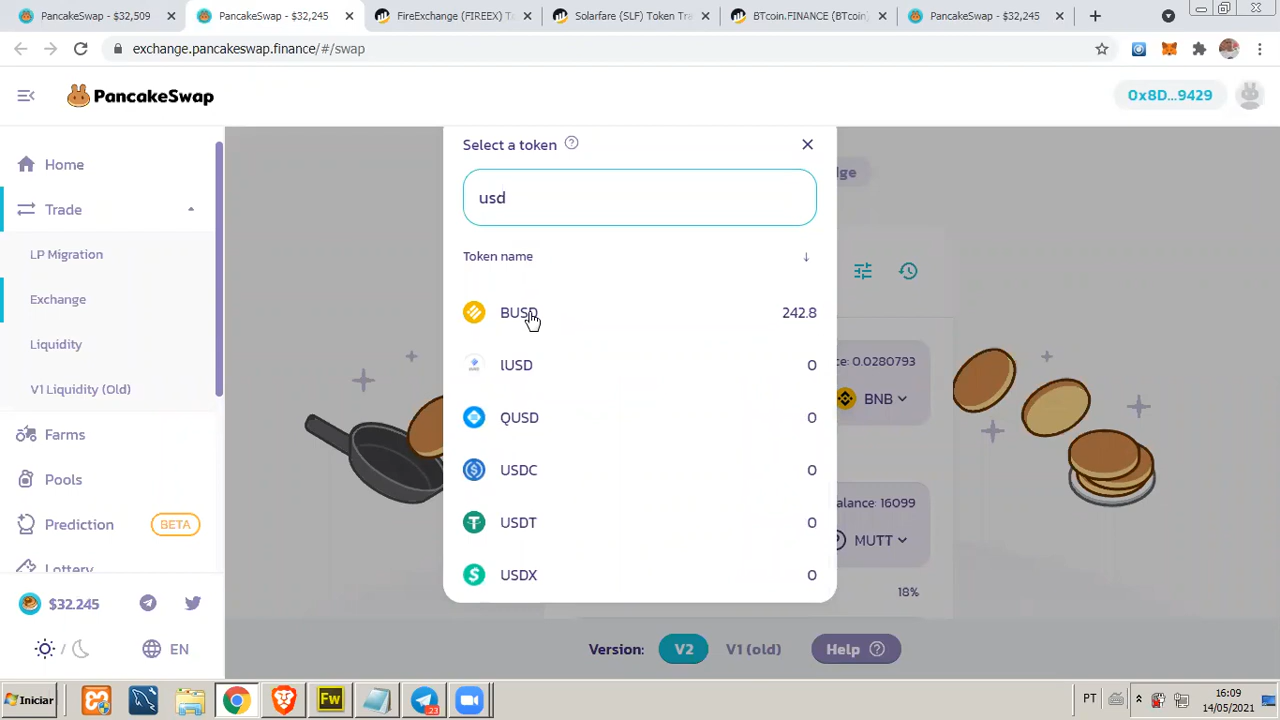 PancakeSwap - $32,509
PancakeSwap - $32,245
FireExchange (FIREEX) T
Solarfare (SLF) Token Tra
BTcoin.FINANCE (BTcoin)
PancakeSwap - $32,245
exchange.pancakeswap.finance/#/swap
PancakeSwap
0x8D...9429
Home
Trade
LP Migration
Exchange
Liquidity
V1 Liquidity (Old)
Farms
Pools
Prediction BETA
Lottery
$32.245
EN
Select a token
usd
Token name
BUSD 242.8
lUSD 0
QUSD 0
USDC 0
USDT 0
USDX 0
ce: 0.0280793
BNB
alance: 16099
MUTT
18%
Version: V2 V1 (old) Help
Iniciar
Fw
23
PT
16:09
14/05/2021